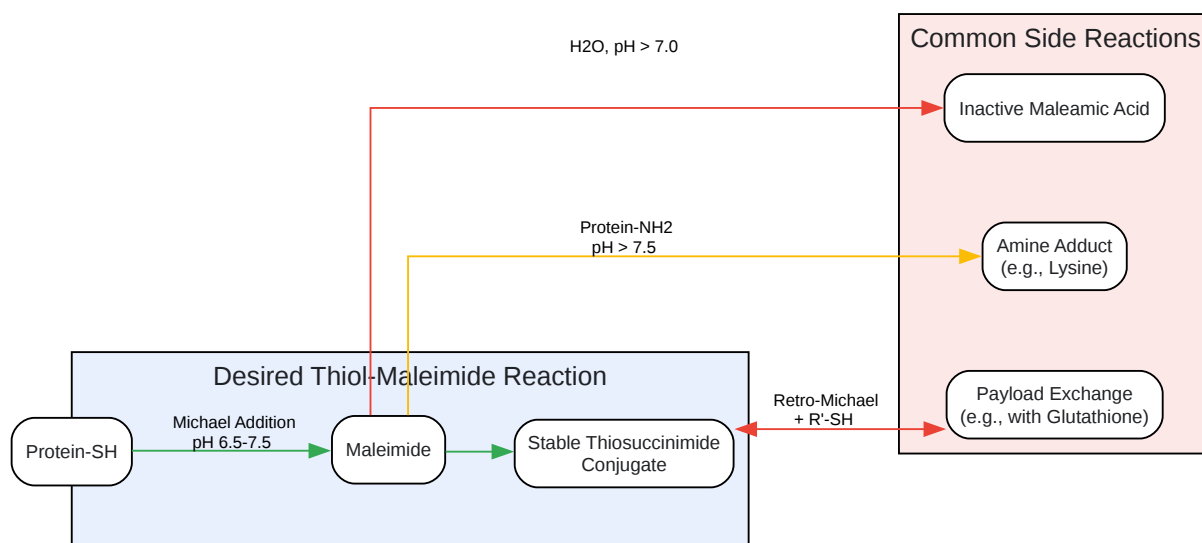 Common Side Reactions
H2O, pH > 7.0
Inactive Maleamic Acid
Protein-NH2
pH > 7.5
Amine Adduct
(e.g., Lysine)
Desired Thiol-Maleimide Reaction
Retro-Michael
+ R'-SH
Payload Exchange
(e.g., with Glutathione)
Michael Addition
pH 6.5-7.5
Protein-SH
Maleimide
Stable Thiosuccinimide
Conjugate